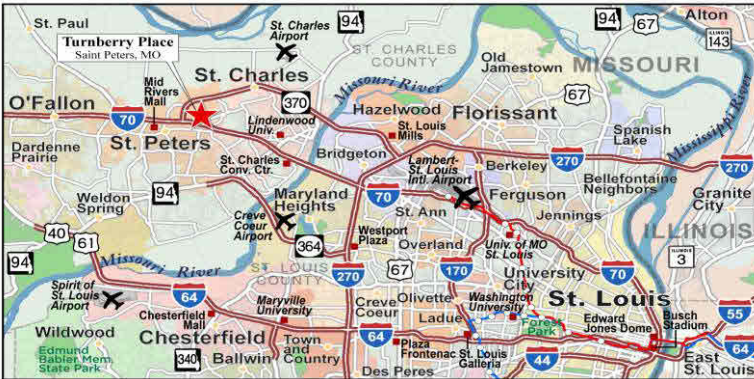 St. Paul
94
St. Charles
Airport
94
67
Alton
ILLINOIS
143
Turnberry Place
Saint Peters, MO
ST. CHARLES
COUNTY
Old
Jamestown
MISSOURI
Mid
Rivers
Mall
St. Charles
Missouri River
67
O'Fallon
370
Hazelwood
Florissant
Mississippi River
70
Lindenwood
Univ.
St. Louis
Mills
Spanish
Lake
Dardenne
Prairie
St. Peters
Bridgeton
Lambert-
St. Louis
Intl. Airport
Berkeley
270
270
St. Charles
Conv. Ctr.
Bellefontaine
Neighbors
Weldon
Spring
94
Maryland
Heights
70
Ferguson
Granite
City
St. Ann
Jennings
ILLINOIS
Creve
Coeur
Airport
40
61
364
Westport
Plaza
Overland
Univ. of MO
St. Louis
ILLINOIS
3
94
Missouri River
ST. LOUIS
COUNTY
67
University
City
70
Spirit of
St. Louis
Airport
64
270
170
Maryville
University
Creve
Coeur
Olivette
Washington
University
St. Louis
Chesterfield
Mall
Ladue
Forest
Park
Edward
Jones Dome
Busch
Stadium
55
Wildwood
Chesterfield
64
64
Edmund
Babler Mem.
State Park
340
Ballwin
Town
and
Country
Plaza
Frontenac
St. Louis
Galleria
44
East
St. Louis
Des Peres